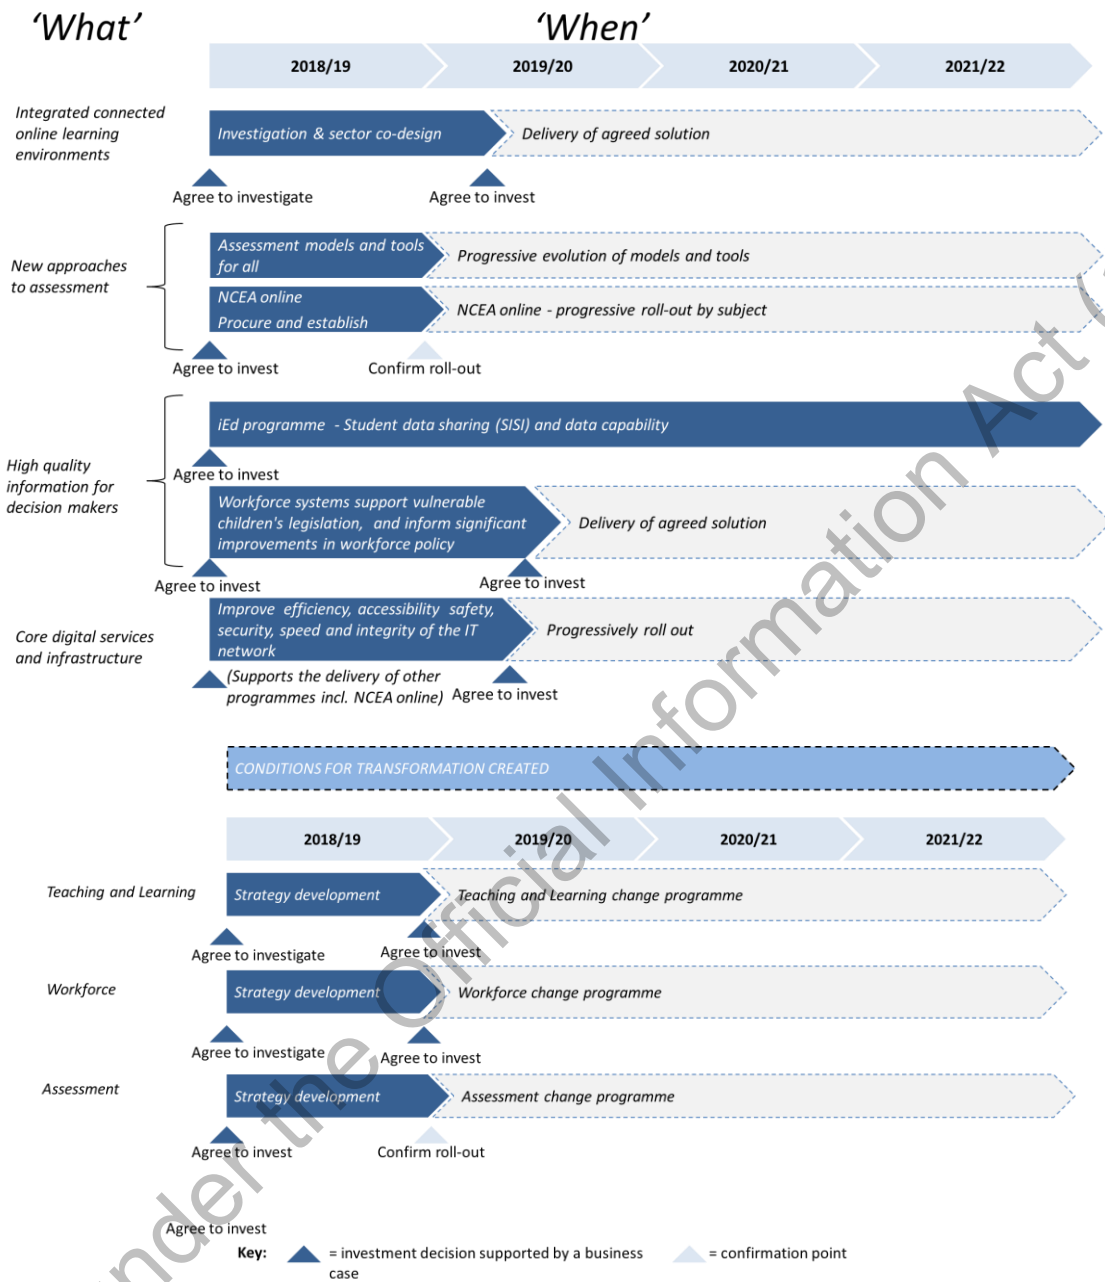 ‘What’
‘When’
2018/19
2019/20
2020/21
2021/22
Integrated connected
online learning
environments
Investigation & sector co-design
Delivery of agreed solution
Agree to investigate
Agree to invest
New approaches
to assessment
Assessment models and tools
for all
Progressive evolution of models and tools
NCEA online
Procure and establish
NCEA online - progressive roll-out by subject
Agree to invest
Confirm roll-out
High quality
information for
decision makers
iEd programme - Student data sharing (SISI) and data capability
Agree to invest
Workforce systems support vulnerable
children's legislation, and inform significant
improvements in workforce policy
Delivery of agreed solution
Agree to invest
Agree to invest
Core digital services
and infrastructure
Improve efficiency, accessibility safety,
security, speed and integrity of the IT
network
Progressively roll out
(Supports the delivery of other
programmes incl. NCEA online)
Agree to invest
CONDITIONS FOR TRANSFORMATION CREATED
2018/19
2019/20
2020/21
2021/22
Teaching and Learning
Strategy development
Teaching and Learning change programme
Agree to investigate
Agree to invest
Workforce
Strategy development
Workforce change programme
Agree to investigate
Agree to invest
Assessment
Strategy development
Assessment change programme
Agree to invest
Confirm roll-out
Agree to invest
Key:
= investment decision supported by a business
case
= confirmation point
under the Official Information Act